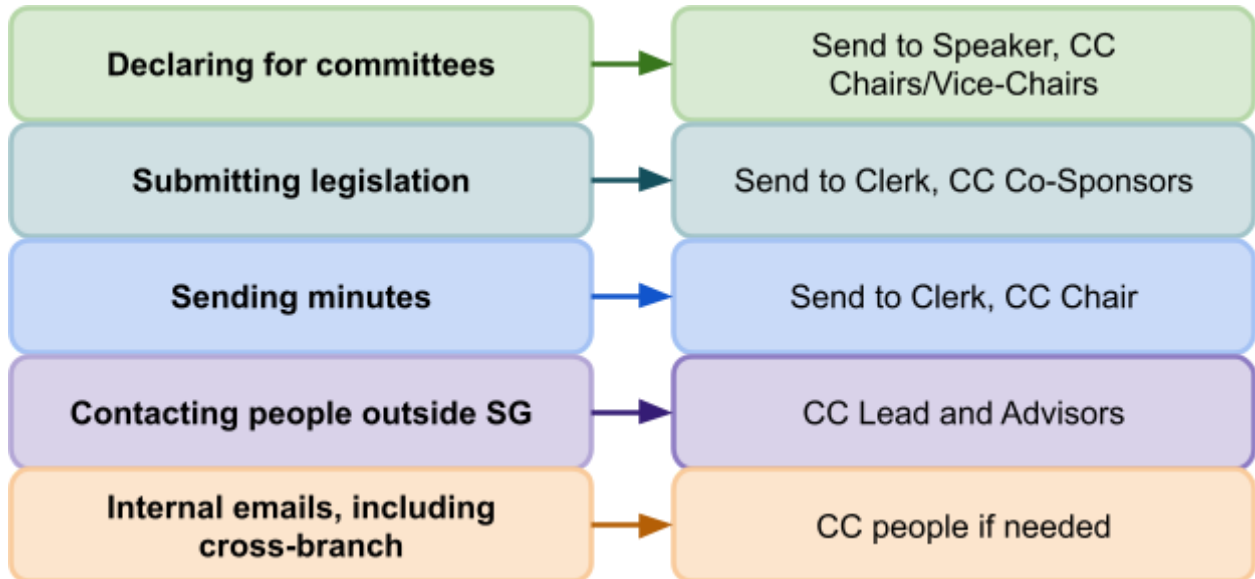 Declaring for committees
Send to Speaker, CC
Chairs/Vice-Chairs
Submitting legislation
Send to Clerk, CC Co-Sponsors
Sending minutes
Send to Clerk, CC Chair
Contacting people outside SG
CC Lead and Advisors
Internal emails, including
cross-branch
CC people if needed